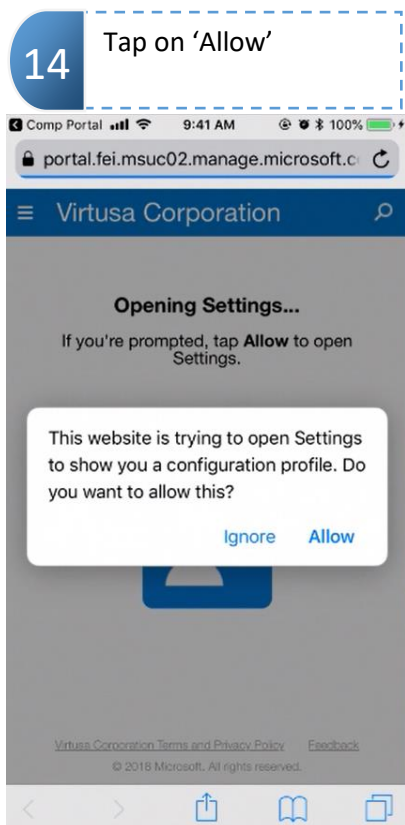 14
Tap on ‘Allow’
Comp Portal 9:41 AM 100%
portal.fei.msuc02.manage.microsoft.c
Virtusa Corporation
Opening Settings...
If you're prompted, tap Allow to open
Settings.
This website is trying to open Settings
to show you a configuration profile. Do
you want to allow this?
Ignore Allow
Virtusa Corporation Terms and Privacy Policy Feedback
© 2018 Microsoft. All rights reserved.